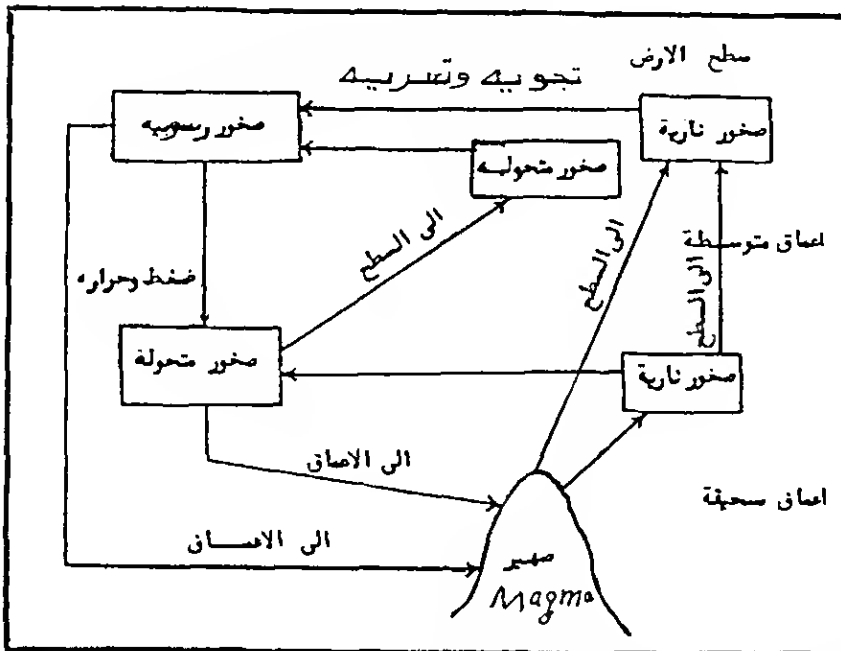 سطح الارض
تجويه وتعريه
صخور نارية
صخور رسوبيه
صخور متحوليه
الى السطح
الى السطح
الى السطح
اعماق متوسطة
ضغط وحراره
صخور متحولة
صخور نارية
الى الاعماق
اعماق سحيقة
الى الاعماق
صهير
Magma